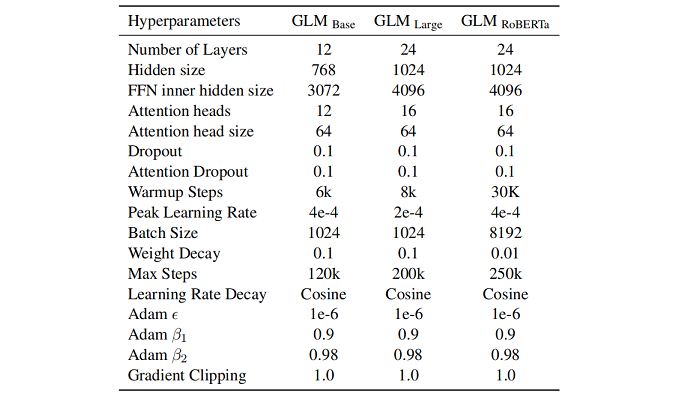 Hyperparameters GLM Base GLM Large GLM RoBERTa
Number of Layers 12 24 24
Hidden size 768 1024 1024
FFN inner hidden size 3072 4096 4096
Attention heads 12 16 16
Attention head size 64 64 64
Dropout 0.1 0.1 0.1
Attention Dropout 0.1 0.1 0.1
Warmup Steps 6k 8k 30K
Peak Learning Rate 4e-4 2e-4 4e-4
Batch Size 1024 1024 8192
Weight Decay 0.1 0.1 0.01
Max Steps 120k 200k 250k
Learning Rate Decay Cosine Cosine Cosine
Adam ϵ 1e-6 1e-6 1e-6
Adam β1 0.9 0.9 0.9
Adam β2 0.98 0.98 0.98
Gradient Clipping 1.0 1.0 1.0